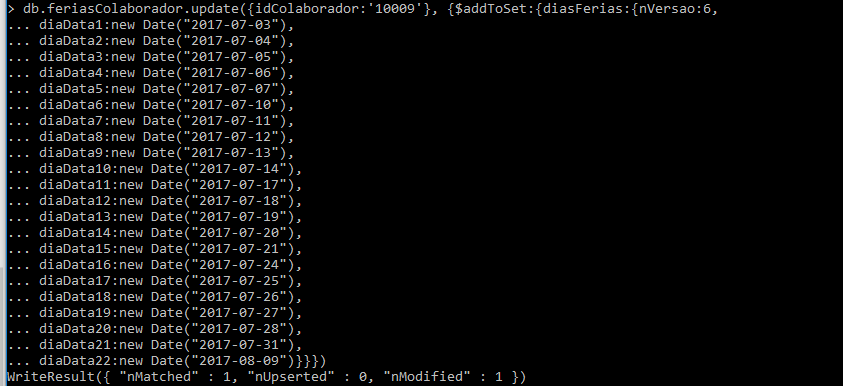 > db.feriasColaborador.update({idColaborador:'10009'}, {$addToSet:{diasFerias:{nVersao:6,
... diaData1:new Date("2017-07-03"),
... diaData2:new Date("2017-07-04"),
... diaData3:new Date("2017-07-05"),
... diaData4:new Date("2017-07-06"),
... diaData5:new Date("2017-07-07"),
... diaData6:new Date("2017-07-10"),
... diaData7:new Date("2017-07-11"),
... diaData8:new Date("2017-07-12"),
... diaData9:new Date("2017-07-13"),
... diaData10:new Date("2017-07-14"),
... diaData11:new Date("2017-07-17"),
... diaData12:new Date("2017-07-18"),
... diaData13:new Date("2017-07-19"),
... diaData14:new Date("2017-07-20"),
... diaData15:new Date("2017-07-21"),
... diaData16:new Date("2017-07-24"),
... diaData17:new Date("2017-07-25"),
... diaData18:new Date("2017-07-26"),
... diaData19:new Date("2017-07-27"),
... diaData20:new Date("2017-07-28"),
... diaData21:new Date("2017-07-31"),
... diaData22:new Date("2017-08-09")}}})
WriteResult({ "nMatched" : 1, "nUpserted" : 0, "nModified" : 1 })